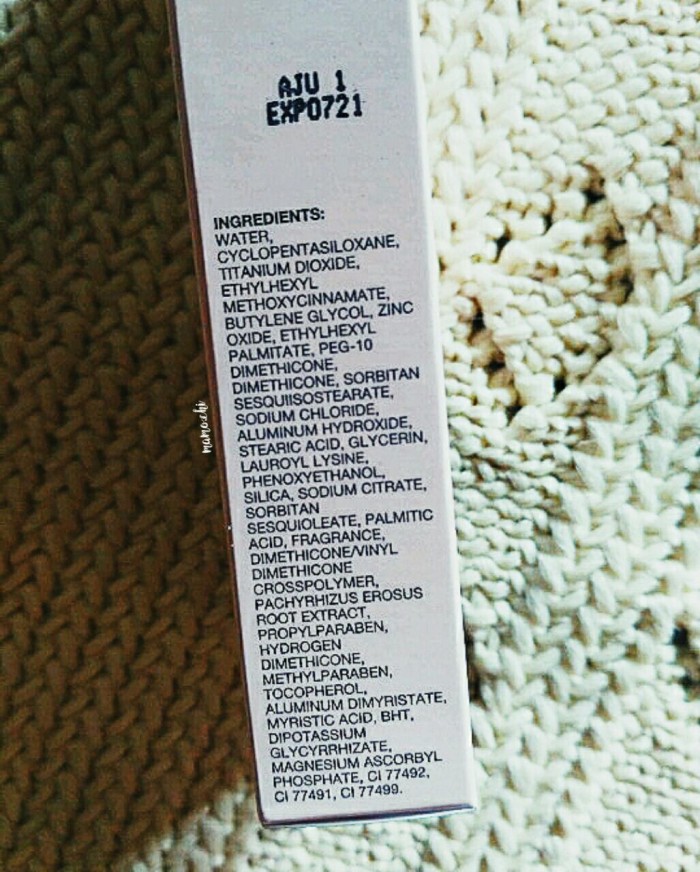 AJU 1
EXP0721
INGREDIENTS:
WATER,
CYCLOPENTASILOXANE,
TITANIUM DIOXIDE,
ETHYLHEXYL
METHOXYCINNAMATE,
BUTYLENE GLYCOL, ZINC
OXIDE, ETHYLHEXYL
PALMITATE, PEG-10
DIMETHICONE,
DIMETHICONE, SORBITAN
SESQUIISOSTEARATE,
SODIUM CHLORIDE,
ALUMINUM HYDROXIDE,
STEARIC ACID, GLYCERIN,
LAUROYL LYSINE,
PHENOXYETHANOL,
SILICA, SODIUM CITRATE,
SORBITAN
SESQUIOLEATE, PALMITIC
ACID, FRAGRANCE,
DIMETHICONE/VINYL
DIMETHICONE
CROSSPOLYMER,
PACHYRHIZUS EROSUS
ROOT EXTRACT,
PROPYLPARABEN,
HYDROGEN
DIMETHICONE,
METHYLPARABEN,
TOCOPHEROL,
ALUMINUM DIMYRISTATE,
MYRISTIC ACID, BHT,
DIPOTASSIUM
GLYCYRRHIZATE,
MAGNESIUM ASCORBYL
PHOSPHATE, CI 77492,
CI 77491, CI 77499.